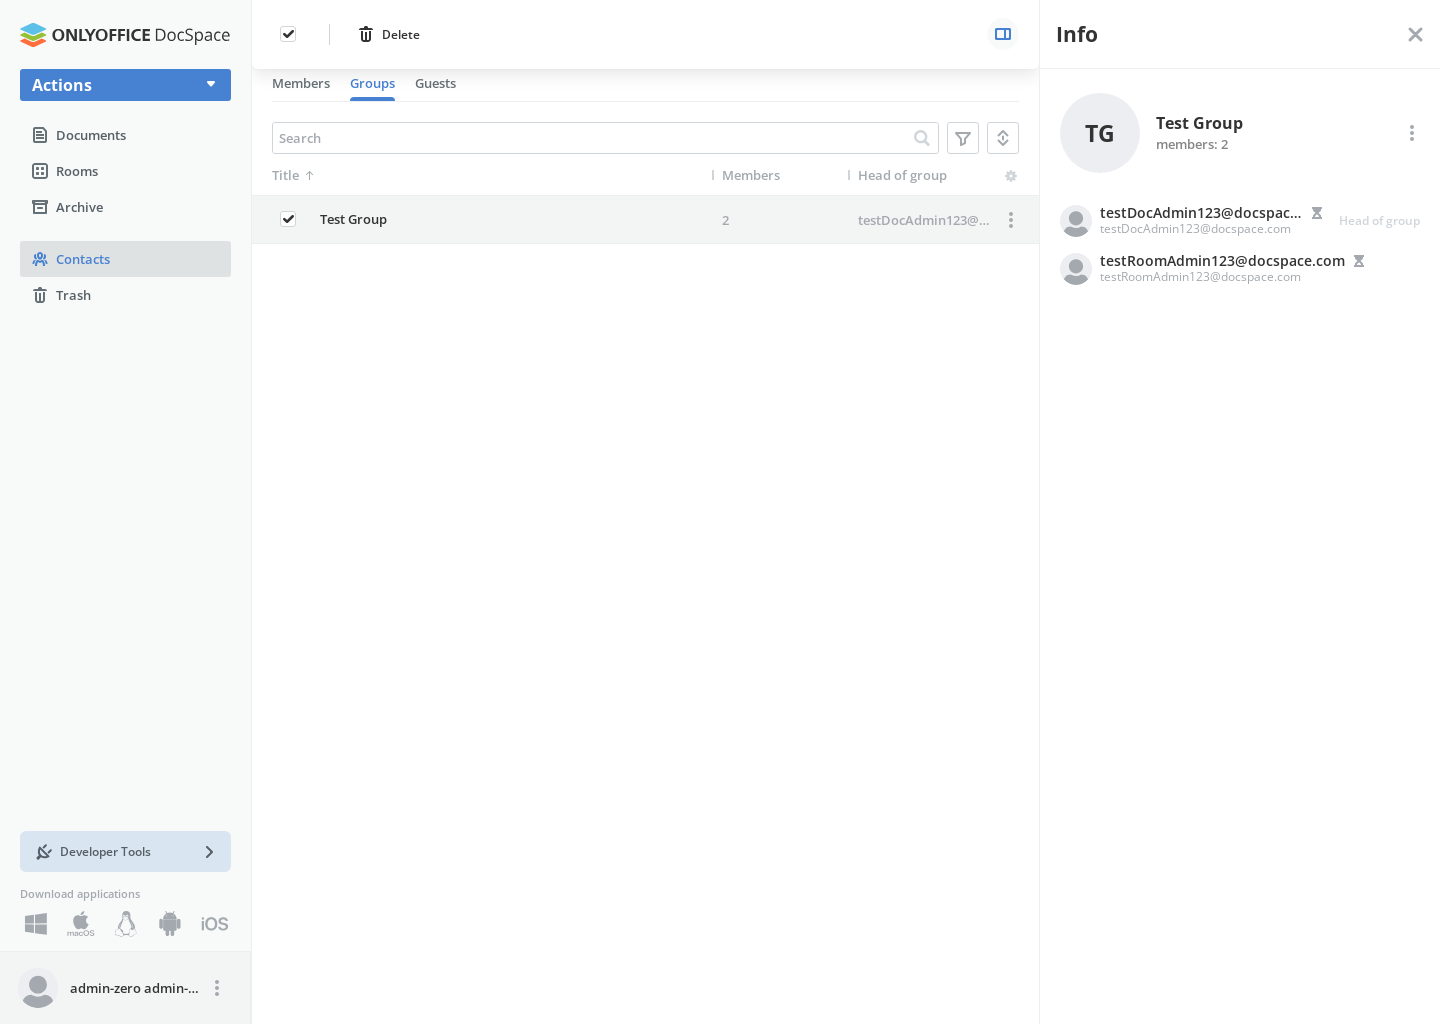 ONLYOFFICE DocSpace
Actions
Documents
Rooms
Archive
Contacts
Trash
Developer Tools
Download applications
macOS
iOS
admin-zero admin-...
Delete
Members
Groups
Guests
Search
Title
Members
Head of group
Test Group
2
testDocAdmin123@...
Info
TG
Test Group
members: 2
testDocAdmin123@docspac...
testDocAdmin123@docspace.com
Head of group
testRoomAdmin123@docspace.com
testRoomAdmin123@docspace.com